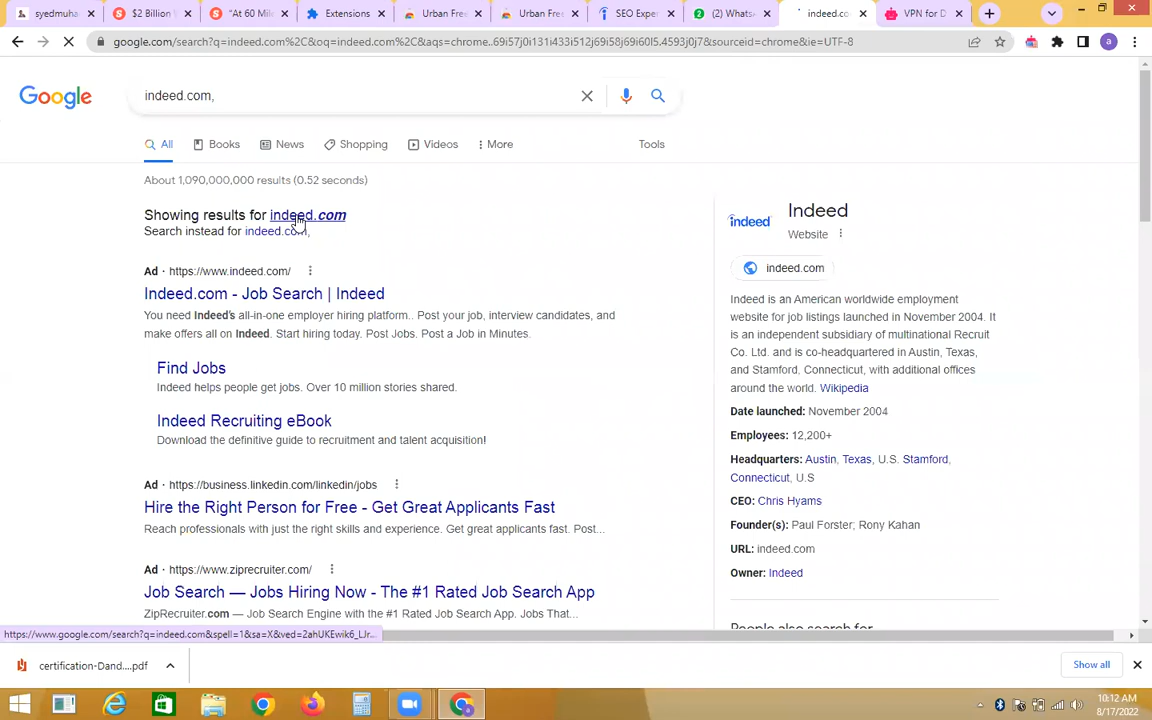 syedmuha
$2 Billion
"At 60 Mile
Extensions
Urban Free
Urban Free
SEO Expe
(2) Whats
indeed.co
VPN for D
google.com/search?q=indeed.com%2C&oq=indeed.com%2C&aqs=chrome..69i57j0i131i433i512j69i58j69i60l5.4593j0j7&sourceid=chrome&ie=UTF-8
a
Google
indeed.com,
All
Books
News
Shopping
Videos
More
Tools
About 1,090,000,000 results (0.52 seconds)
Showing results for indeed.com
Search instead for indeed.com,
Ad · https://www.indeed.com/
Indeed.com - Job Search | Indeed
You need Indeed's all-in-one employer hiring platform.. Post your job, interview candidates, and
make offers all on Indeed. Start hiring today. Post Jobs. Post a Job in Minutes.
Find Jobs
Indeed helps people get jobs. Over 10 million stories shared.
Indeed Recruiting eBook
Download the definitive guide to recruitment and talent acquisition!
Ad · https://business.linkedin.com/linkedin/jobs
Hire the Right Person for Free - Get Great Applicants Fast
Reach professionals with just the right skills and experience. Get great applicants fast. Post...
Ad · https://www.ziprecruiter.com/
Job Search — Jobs Hiring Now - The #1 Rated Job Search App
ZipRecruiter.com — Job Search Engine with the #1 Rated Job Search App. Jobs That...
indeed
Indeed
Website
indeed.com
Indeed is an American worldwide employment
website for job listings launched in November 2004. It
is an independent subsidiary of multinational Recruit
Co. Ltd. and is co-headquartered in Austin, Texas,
and Stamford, Connecticut, with additional offices
around the world. Wikipedia
Date launched: November 2004
Employees: 12,200+
Headquarters: Austin, Texas, U.S. Stamford,
Connecticut, U.S
CEO: Chris Hyams
Founder(s): Paul Forster; Rony Kahan
URL: indeed.com
Owner: Indeed
People also search for
https://www.google.com/search?q=indeed.com&spell=1&sa=X&ved=2ahUKEwik6_LJr...
certification-Dand....pdf
Show all
10:12 AM
8/17/2022